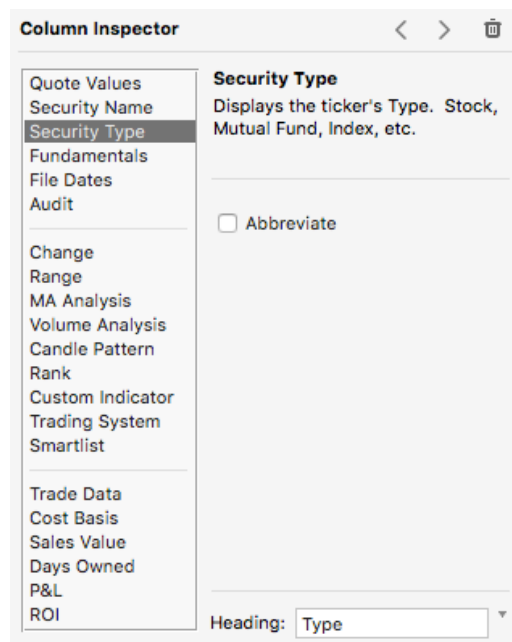 Column Inspector
Quote Values
Security Name
Security Type
Fundamentals
File Dates
Audit
Change
Range
MA Analysis
Volume Analysis
Candle Pattern
Rank
Custom Indicator
Trading System
Smartlist
Trade Data
Cost Basis
Sales Value
Days Owned
P&L
ROI
Security Type
Displays the ticker's Type.  Stock,
Mutual Fund, Index, etc.
Abbreviate
Heading: Type